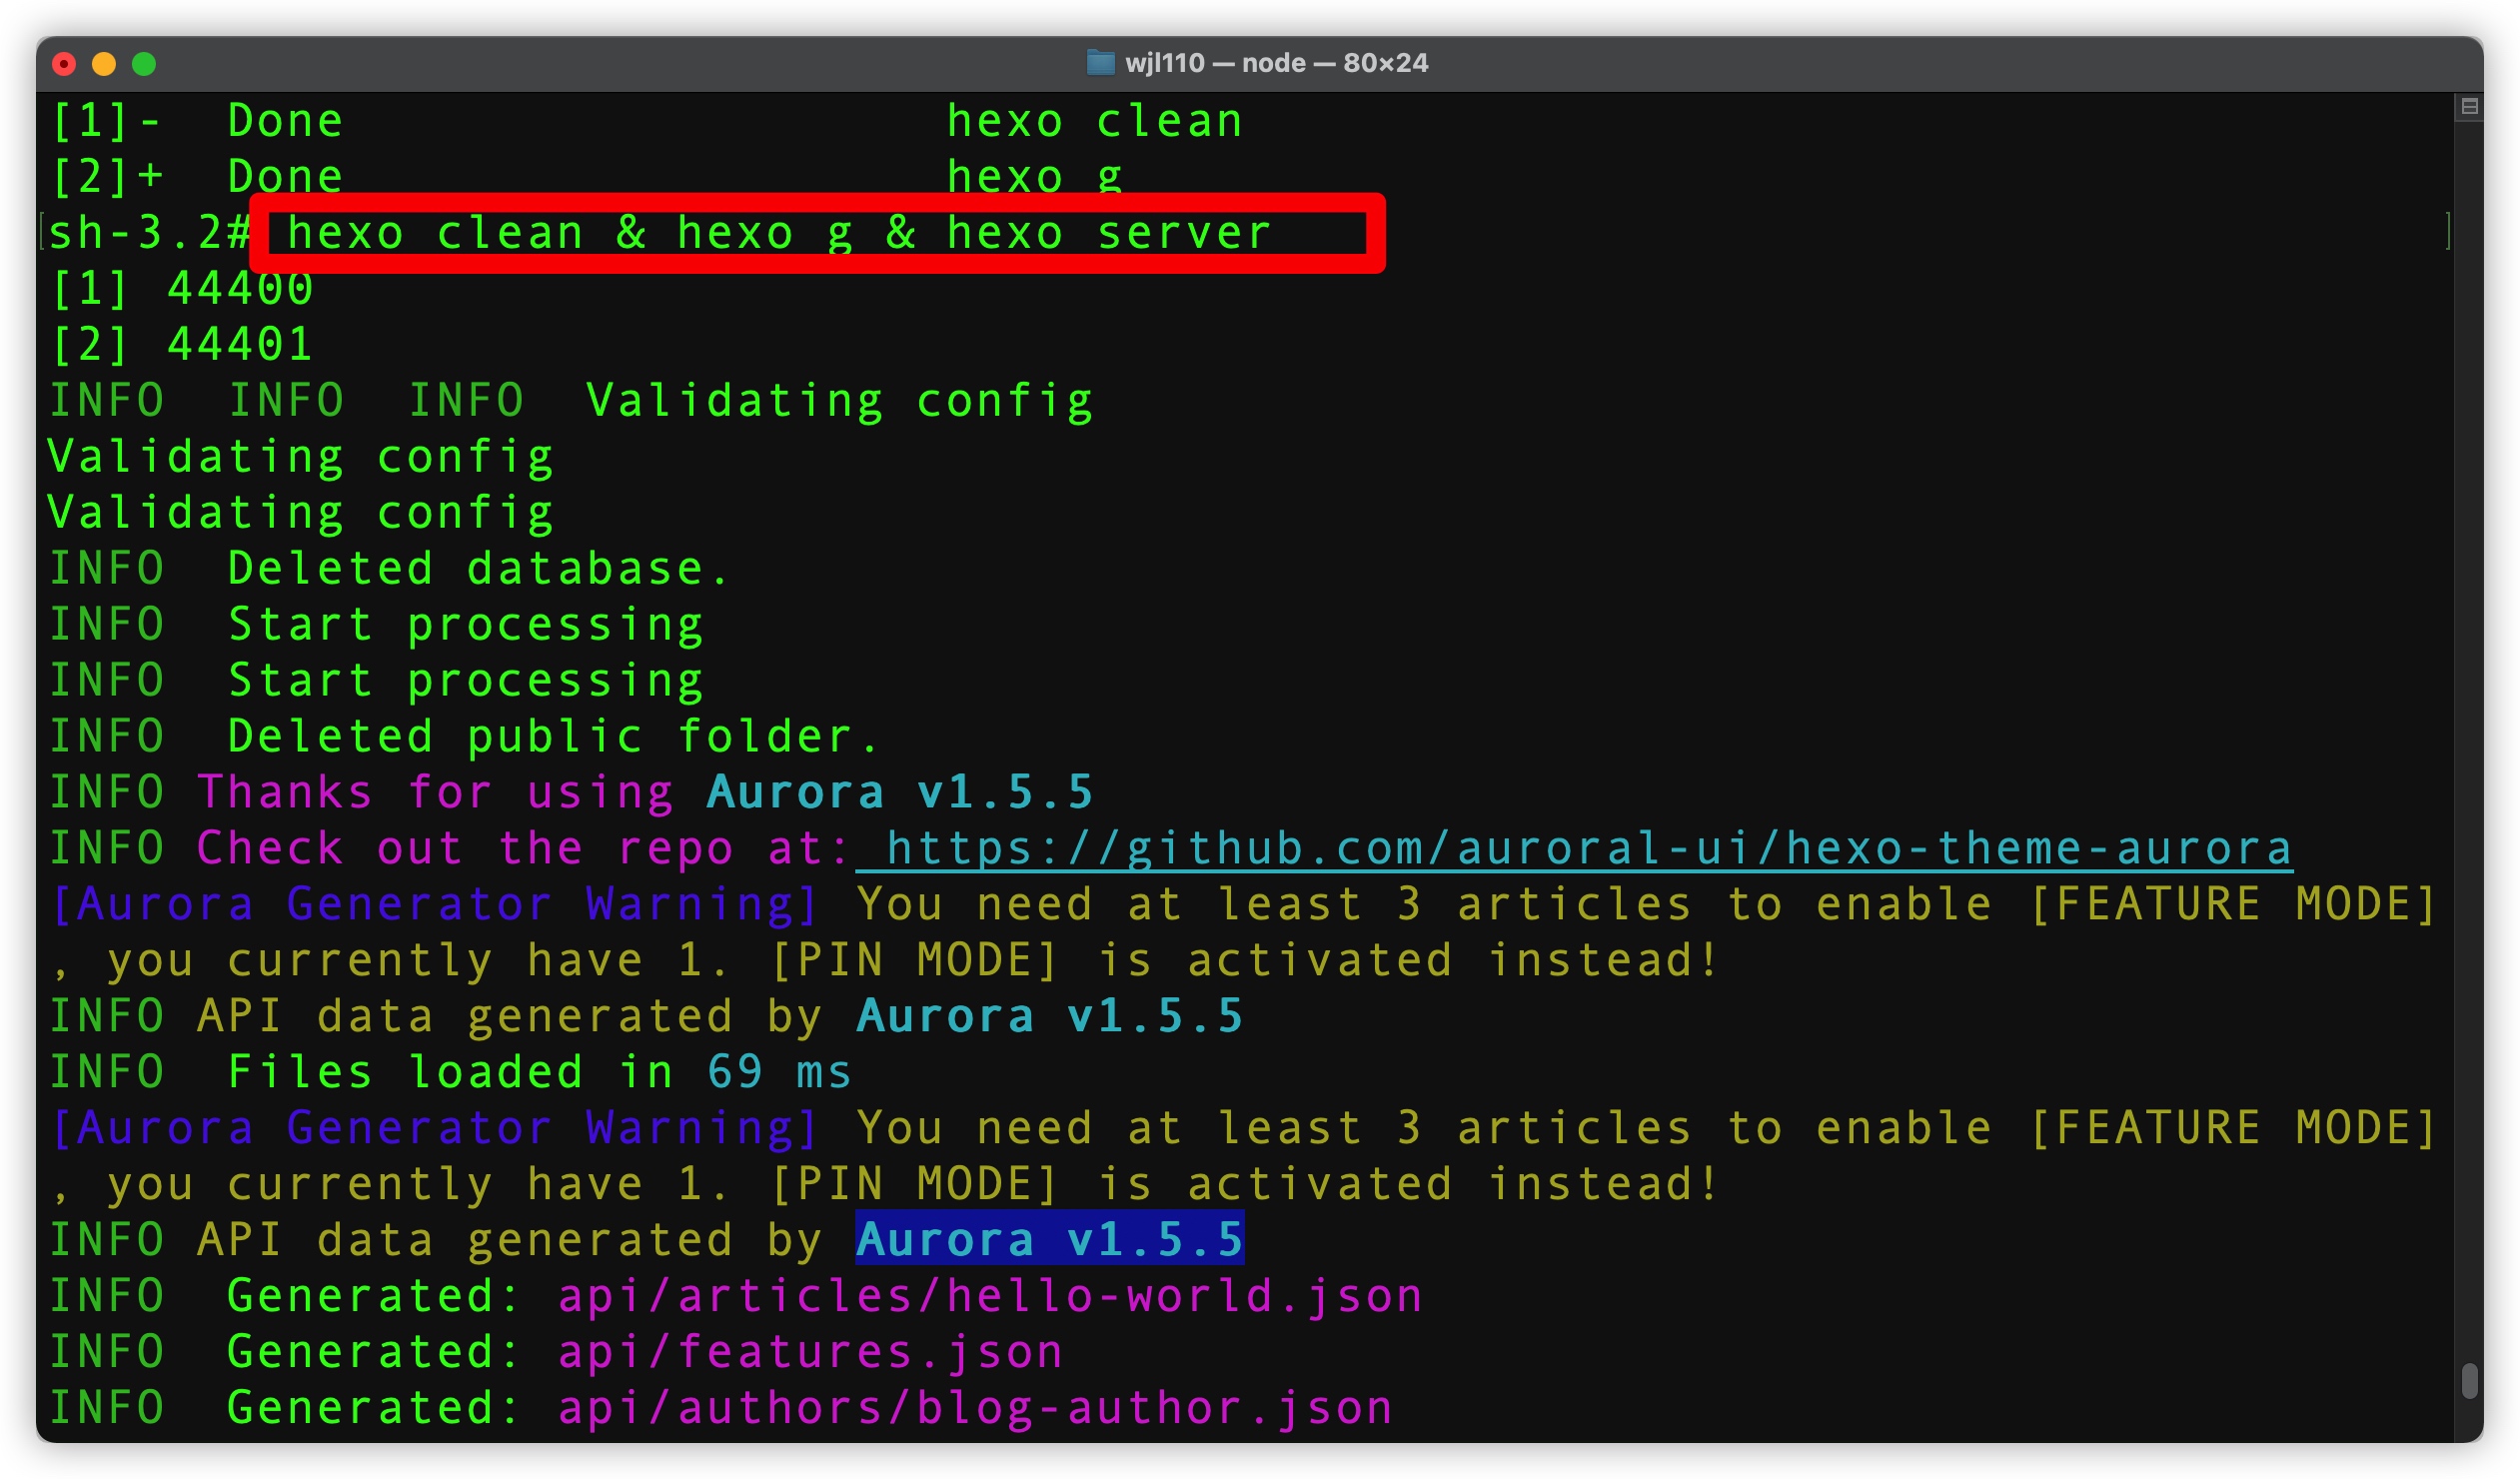 wjl110 — node — 80×24
[1]-  Done                    hexo clean
[2]+  Done                    hexo g
sh-3.2# hexo clean & hexo g & hexo server
[1] 44400
[2] 44401
INFO  INFO  INFO  Validating config
Validating config
Validating config
INFO  Deleted database.
INFO  Start processing
INFO  Start processing
INFO  Deleted public folder.
INFO Thanks for using Aurora v1.5.5
INFO Check out the repo at: https://github.com/auroral-ui/hexo-theme-aurora
[Aurora Generator Warning] You need at least 3 articles to enable [FEATURE MODE]
, you currently have 1. [PIN MODE] is activated instead!
INFO API data generated by Aurora v1.5.5
INFO  Files loaded in 69 ms
[Aurora Generator Warning] You need at least 3 articles to enable [FEATURE MODE]
, you currently have 1. [PIN MODE] is activated instead!
INFO API data generated by Aurora v1.5.5
INFO  Generated: api/articles/hello-world.json
INFO  Generated: api/features.json
INFO  Generated: api/authors/blog-author.json